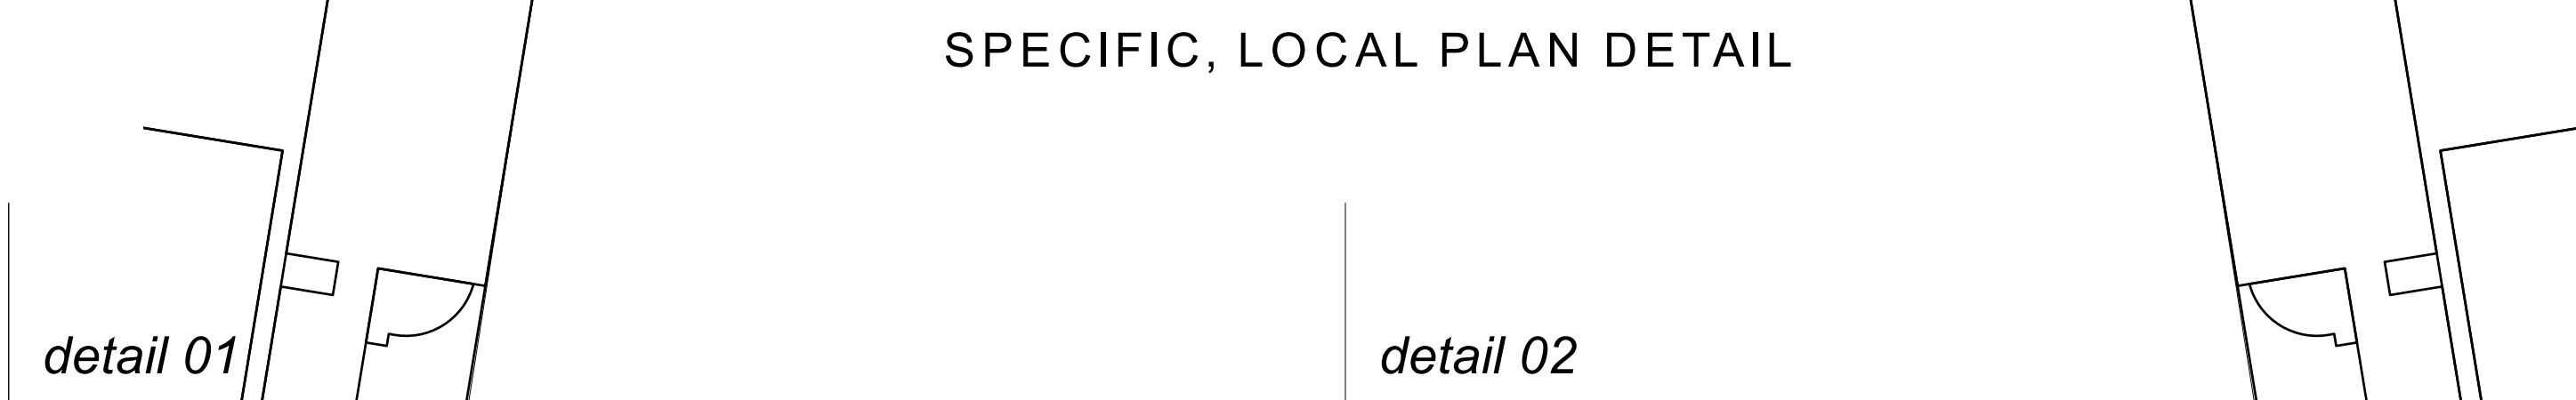 SPECIFIC, LOCAL PLAN DETAIL
detail 01
detail 02